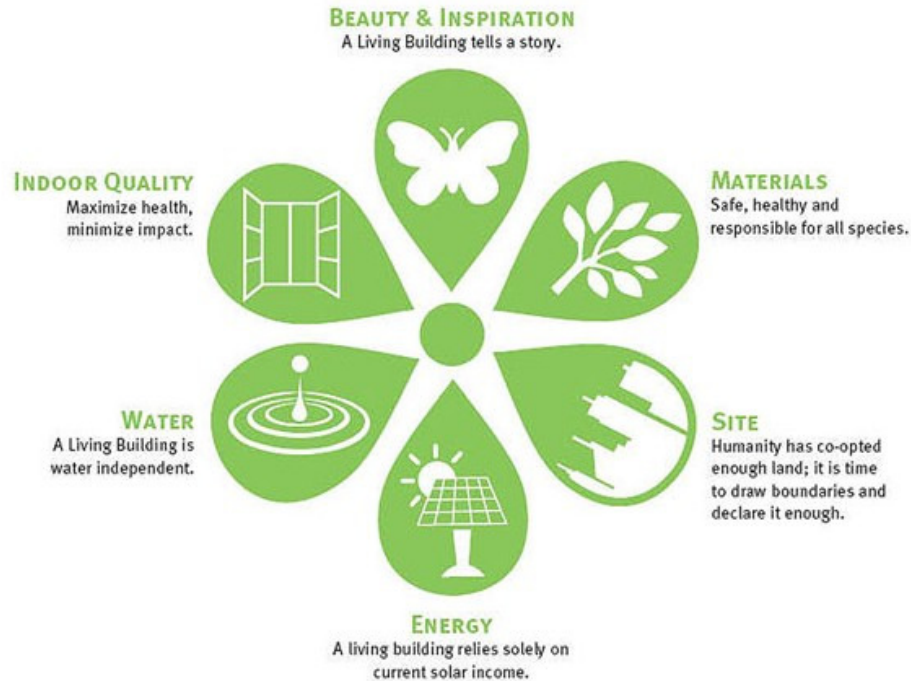 BEAUTY & INSPIRATION
A Living Building tells a story.
INDOOR QUALITY
Maximize health,
minimize impact.
MATERIALS
Safe, healthy and
responsible for all species.
WATER
A Living Building is
water independent.
SITE
Humanity has co-opted
enough land; it is time
to draw boundaries and
declare it enough.
ENERGY
A living building relies solely on
current solar income.